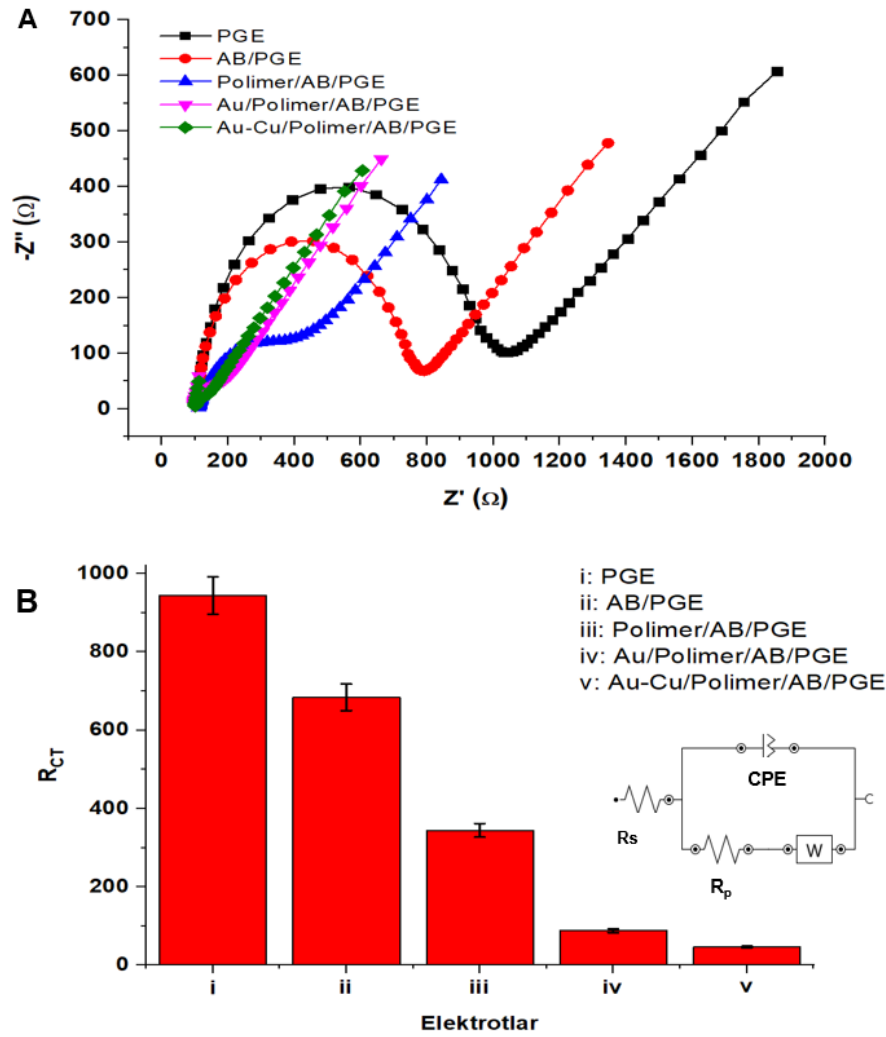 A
PGE
AB/PGE
Polimer/AB/PGE
Au/Polimer/AB/PGE
Au-Cu/Polimer/AB/PGE
700
600
500
400
300
200
100
0
-Z" (Ω)
0 200 400 600 800 1000 1200 1400 1600 1800 2000
Z' (Ω)
B
i: PGE
ii: AB/PGE
iii: Polimer/AB/PGE
iv: Au/Polimer/AB/PGE
v: Au-Cu/Polimer/AB/PGE
1000
800
600
400
200
0
RCT
CPE
Rs
W
Rp
i ii iii iv v
Elektrotlar